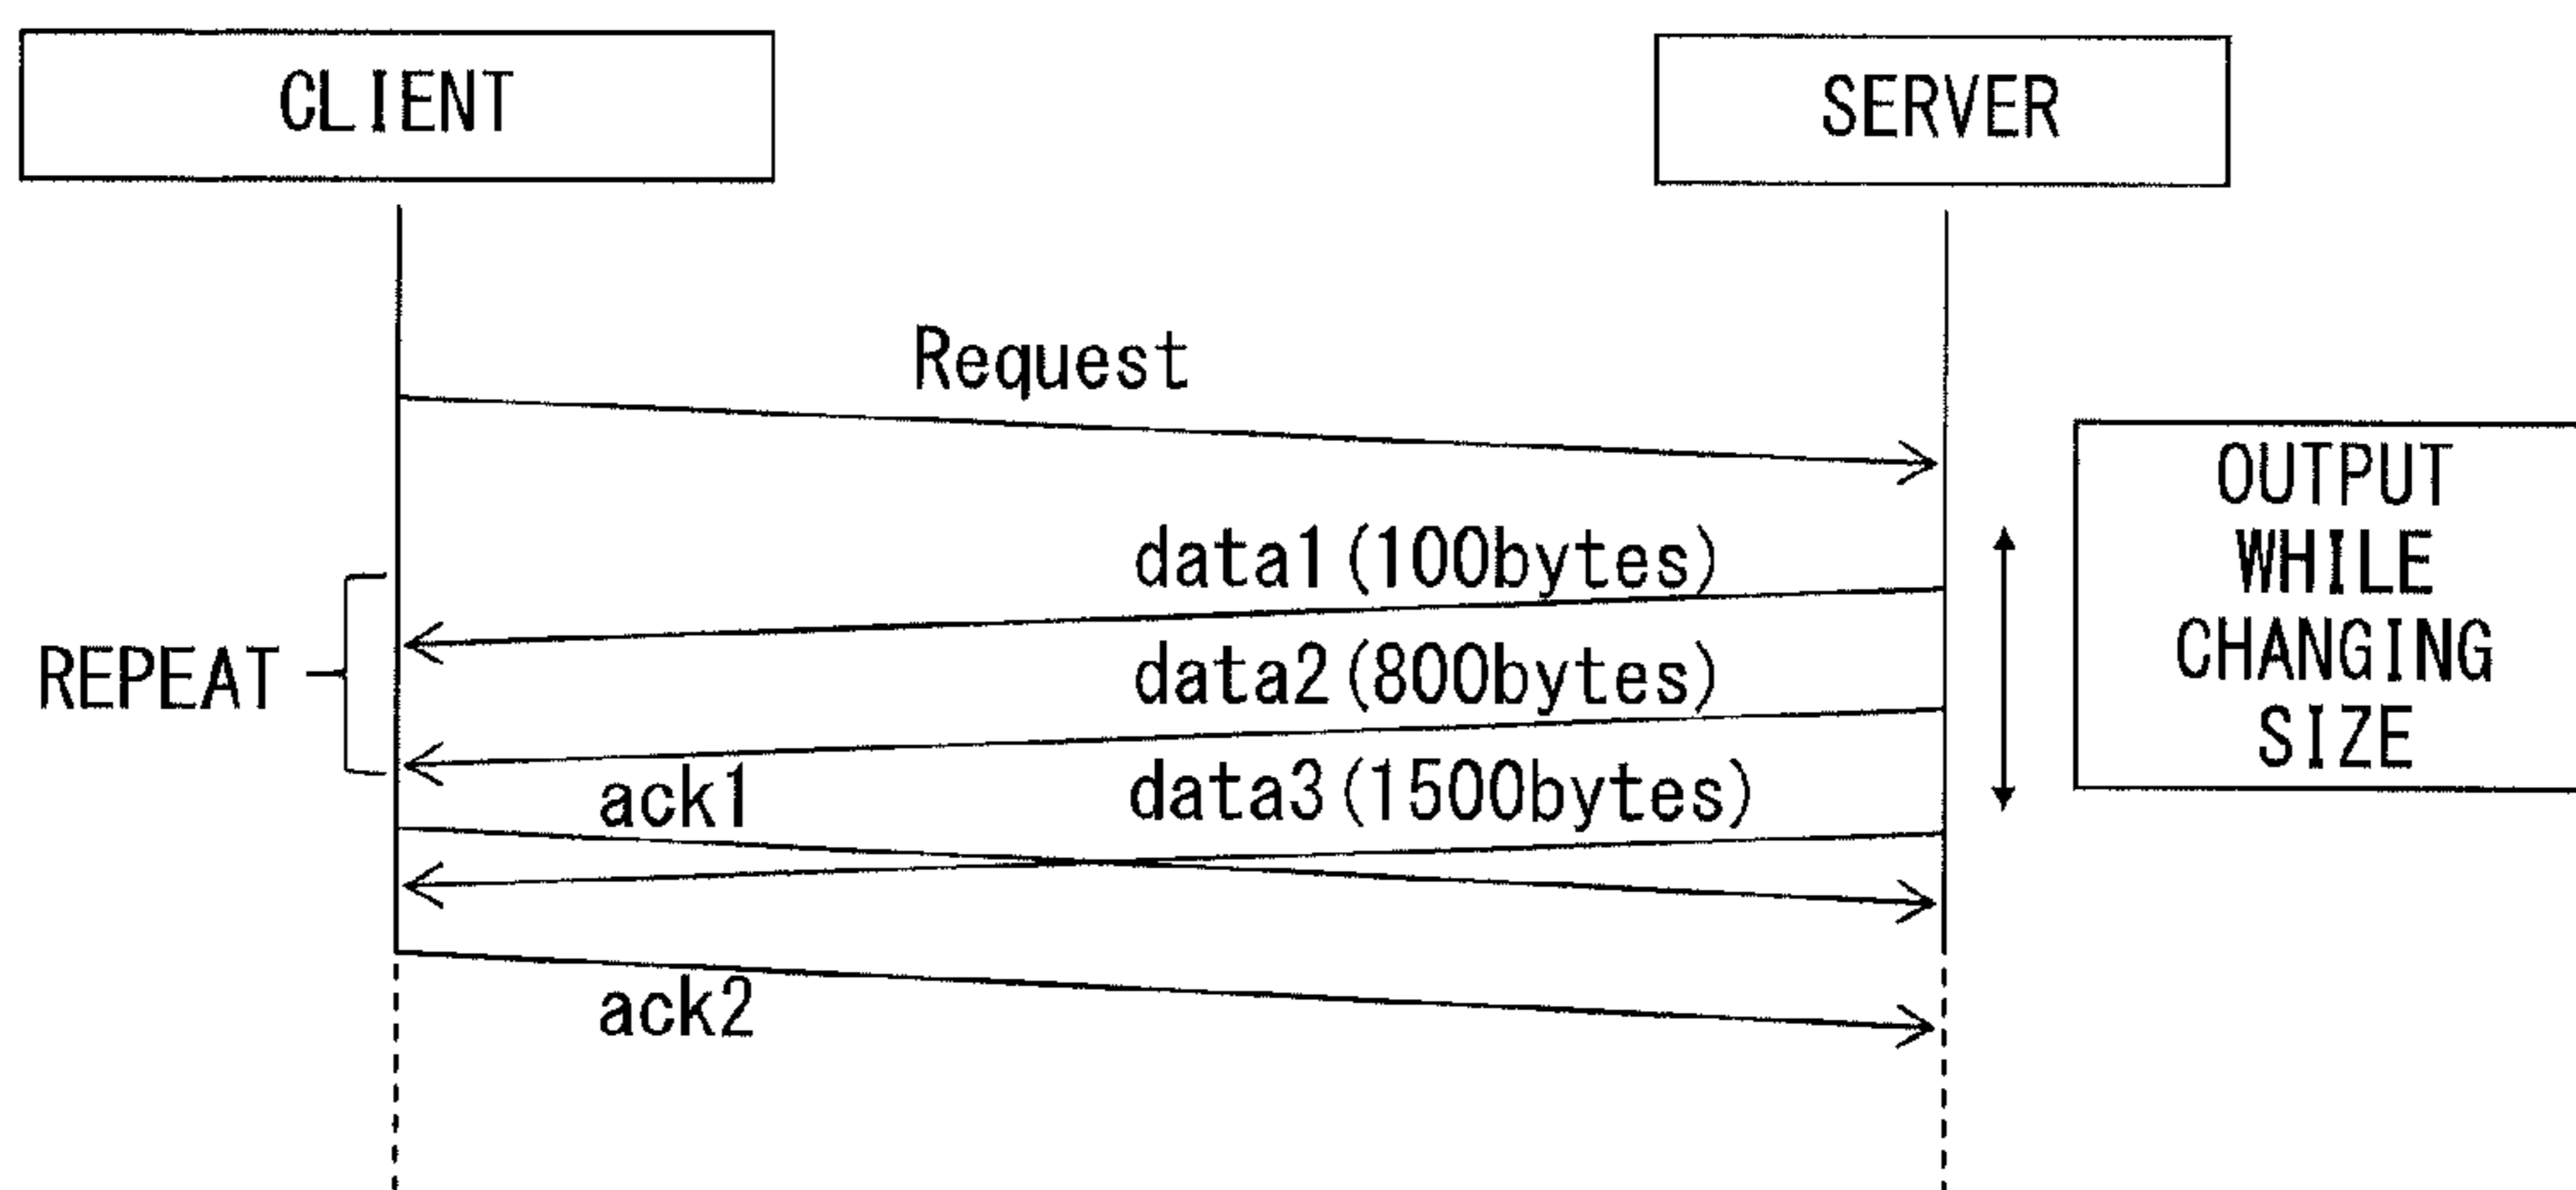 CLIENT
SERVER
Request
OUTPUT
WHILE
CHANGING
SIZE
data1(100bytes)
REPEAT
data2(800bytes)
ack1
data3(1500bytes)
ack2